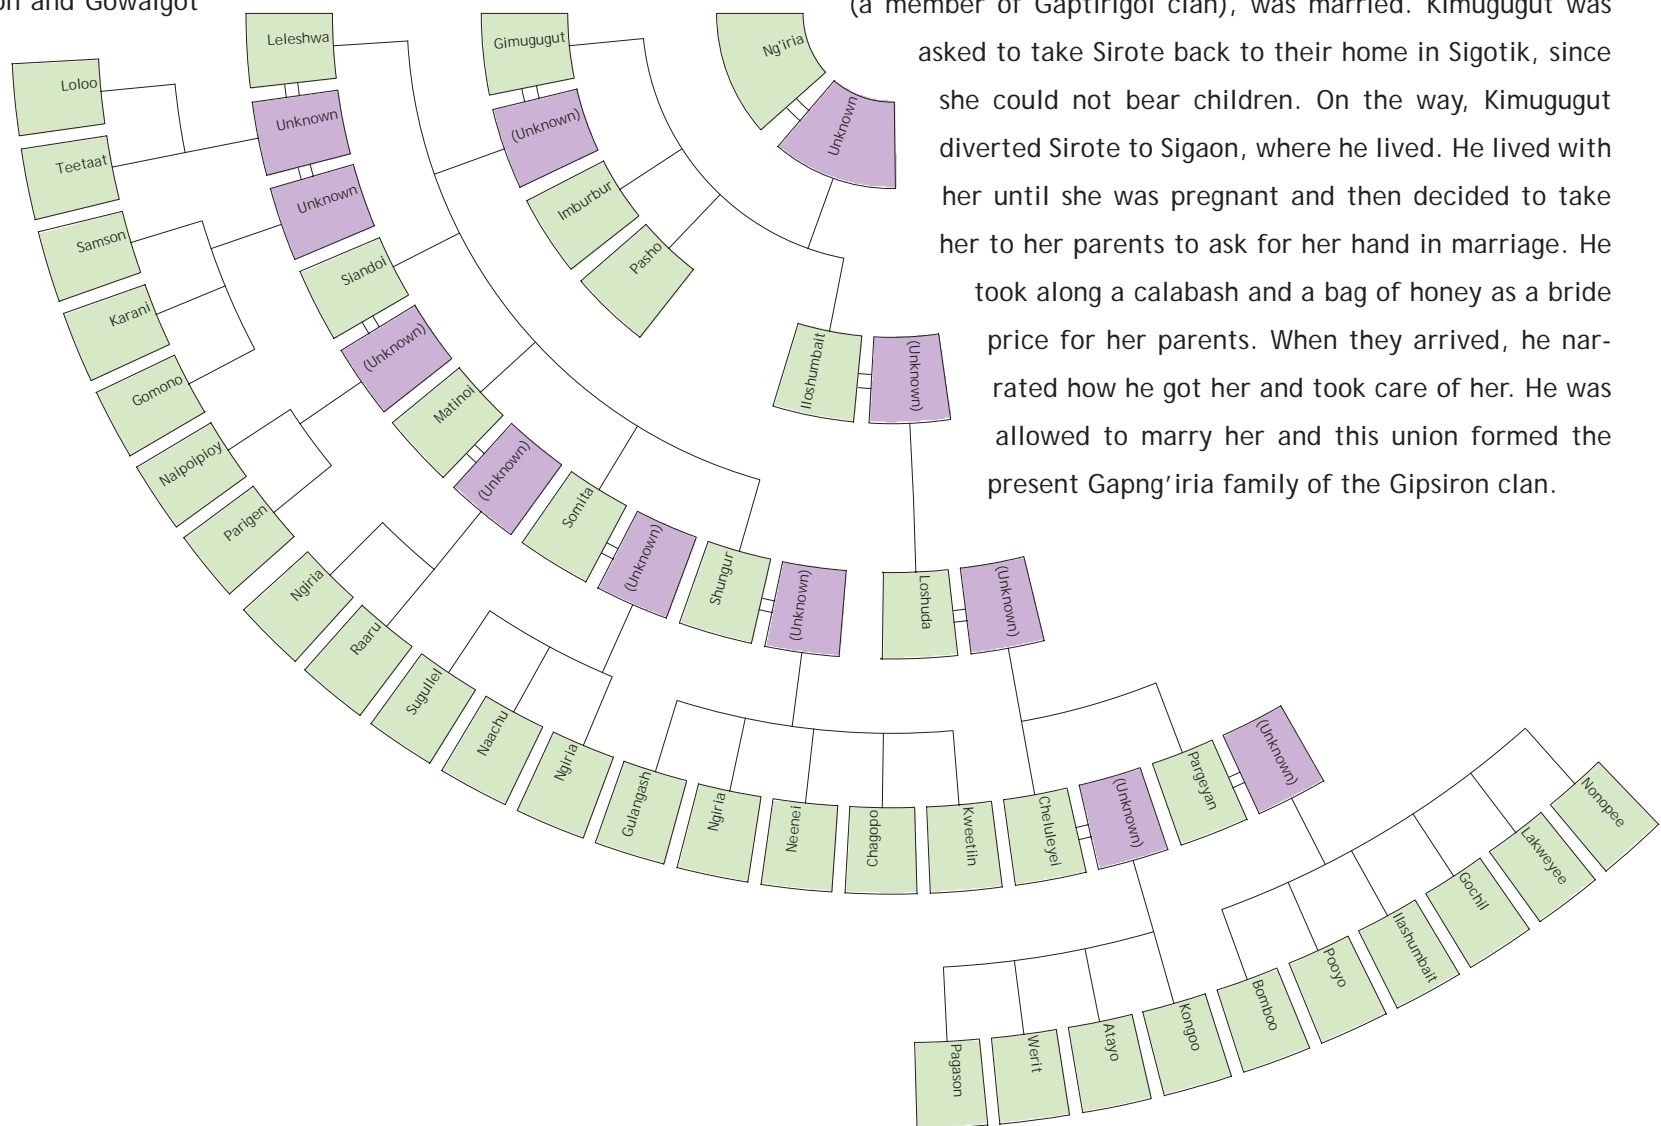 on and Gowalgot
(a member of Gaptirigoi clan), was married. Kimugugut was
asked to take Sirote back to their home in Sigotik, since
she could not bear children. On the way, Kimugugut
diverted Sirote to Sigaon, where he lived. He lived with
her until she was pregnant and then decided to take
her to her parents to ask for her hand in marriage. He
took along a calabash and a bag of honey as a bride
price for her parents. When they arrived, he nar-
rated how he got her and took care of her. He was
allowed to marry her and this union formed the
present Gapng'iria family of the Gipsiron clan.
Ng'iria
Unknown
Gimugugut
(Unknown)
Imburbur
Pasho
Iloshumbait
(Unknown)
Leleshwa
Unknown
Unknown
Siandoi
(Unknown)
Matinoi
(Unknown)
Somita
(Unknown)
Shungur
(Unknown)
Loshuda
(Unknown)
Loloo
Teetaat
Samson
Karani
Gomono
Naipoipioy
Parigen
Ngiria
Raaru
Sugullel
Naachu
Ngiria
Gulangash
Ngiria
Neenei
Chagopo
Kweetiin
Cheluleyei
(Unknown)
Pargeyan
(Unknown)
Pagason
Werit
Atayo
Kongoo
Bomboo
Pooyo
Ilashumbait
Gochil
Lakweyee
Nonopee